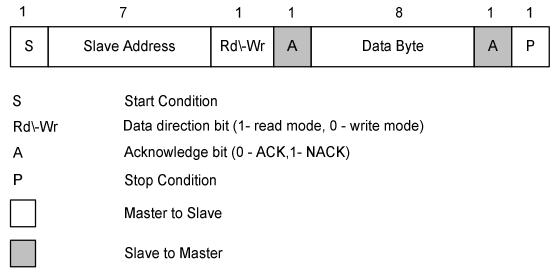 1 7 1 1 8 1 1
S Slave Address Rd\-Wr A Data Byte A P
S Start Condition
Rd\-Wr Data direction bit (1- read mode, 0 - write mode)
A Acknowledge bit (0 - ACK,1- NACK)
P Stop Condition
Master to Slave
Slave to Master